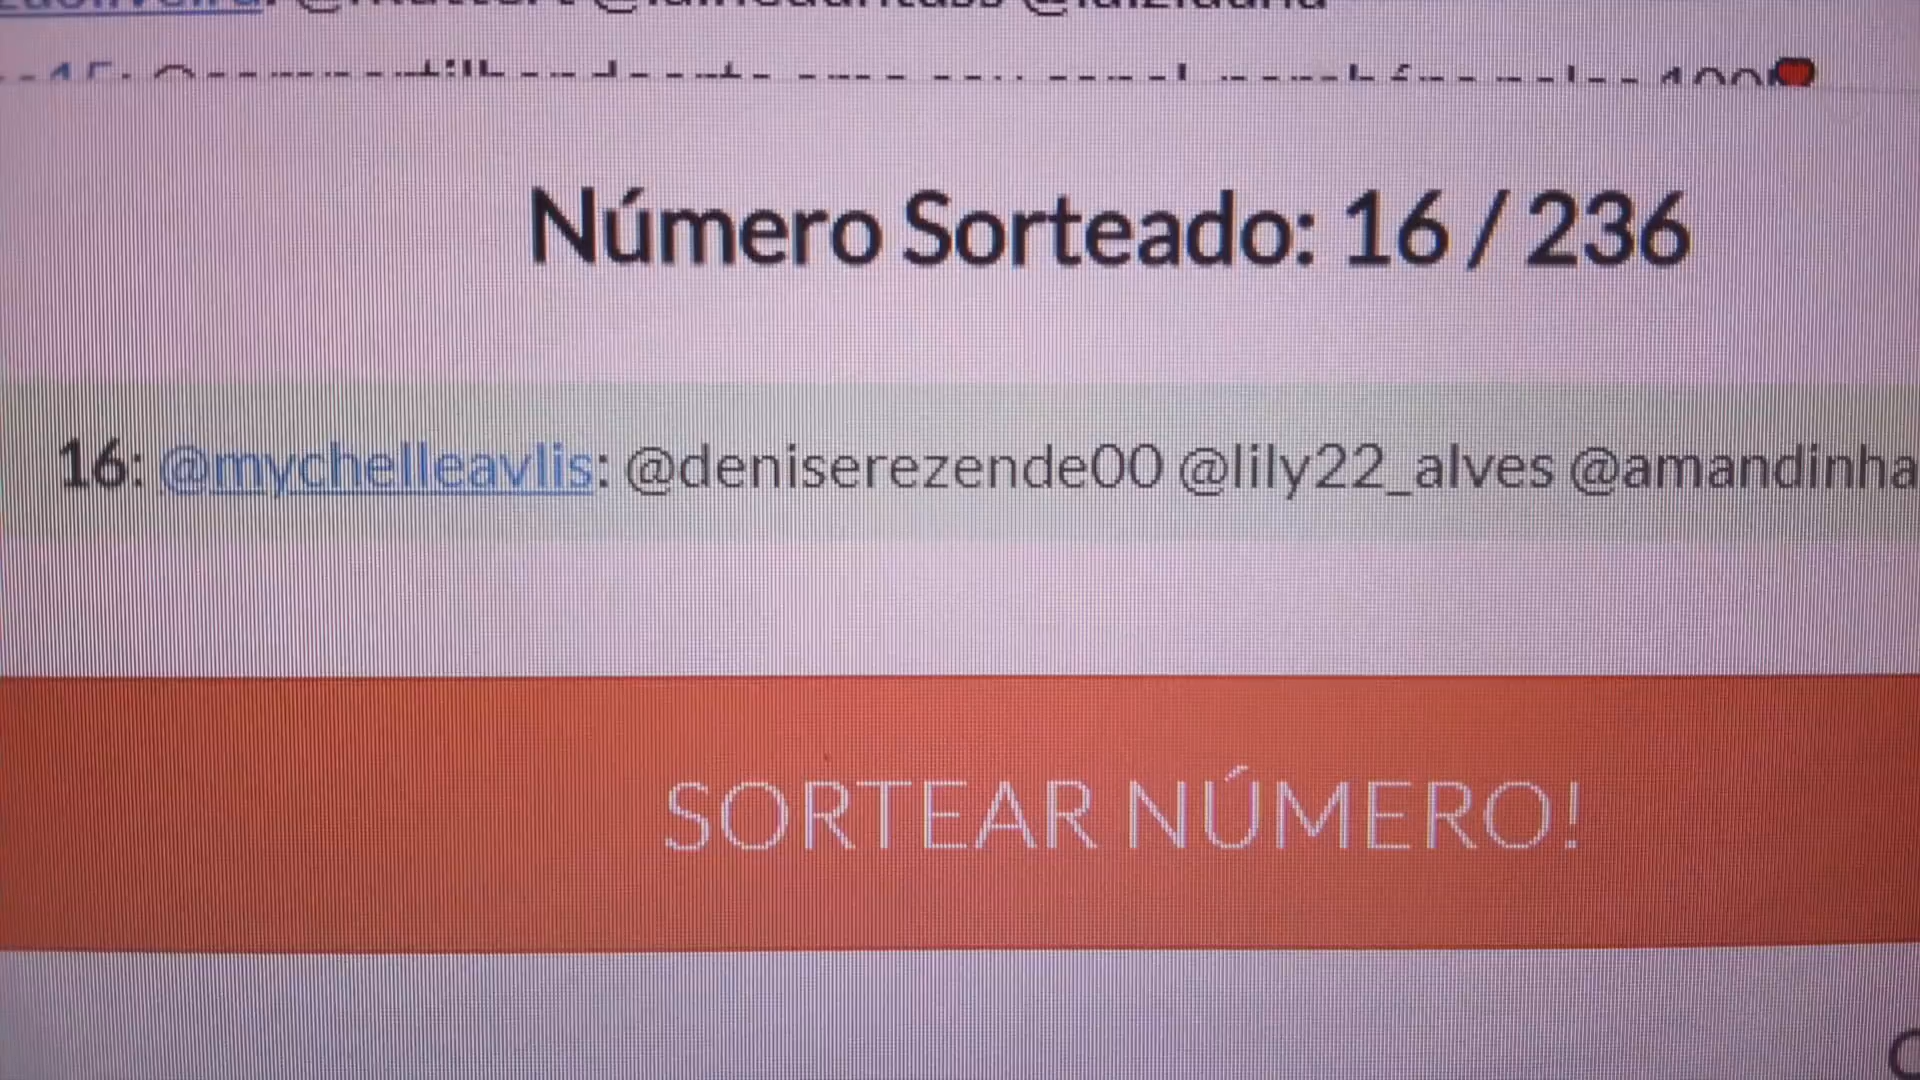 Número Sorteado: 16 / 236
16: @mychelleavlis: @deniserezende00 @lily22_alves @amandinha
SORTEAR NÚMERO!